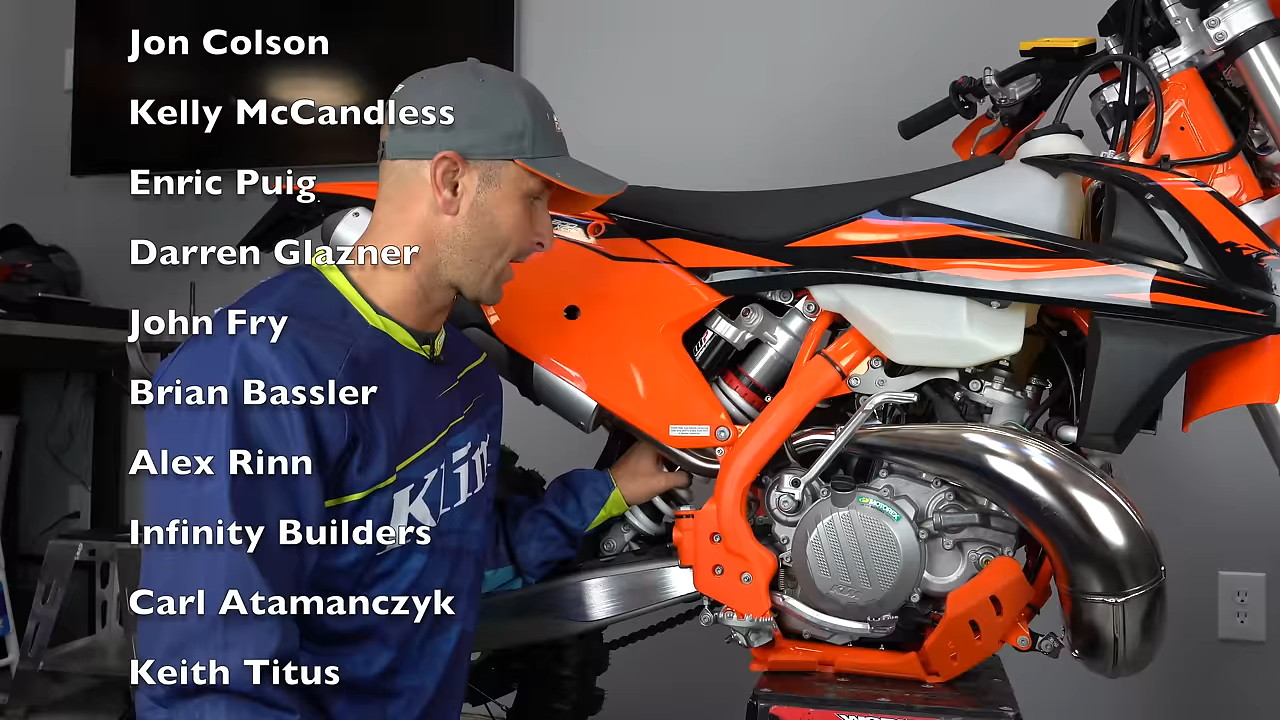 Jon Colson
Kelly McCandless
Enric Puig
Darren Glazner
John Fry
Brian Bassler
Alex Rinn
Infinity Builders
Carl Atamanczyk
Keith Titus
Klim
MOTOREX
KTM